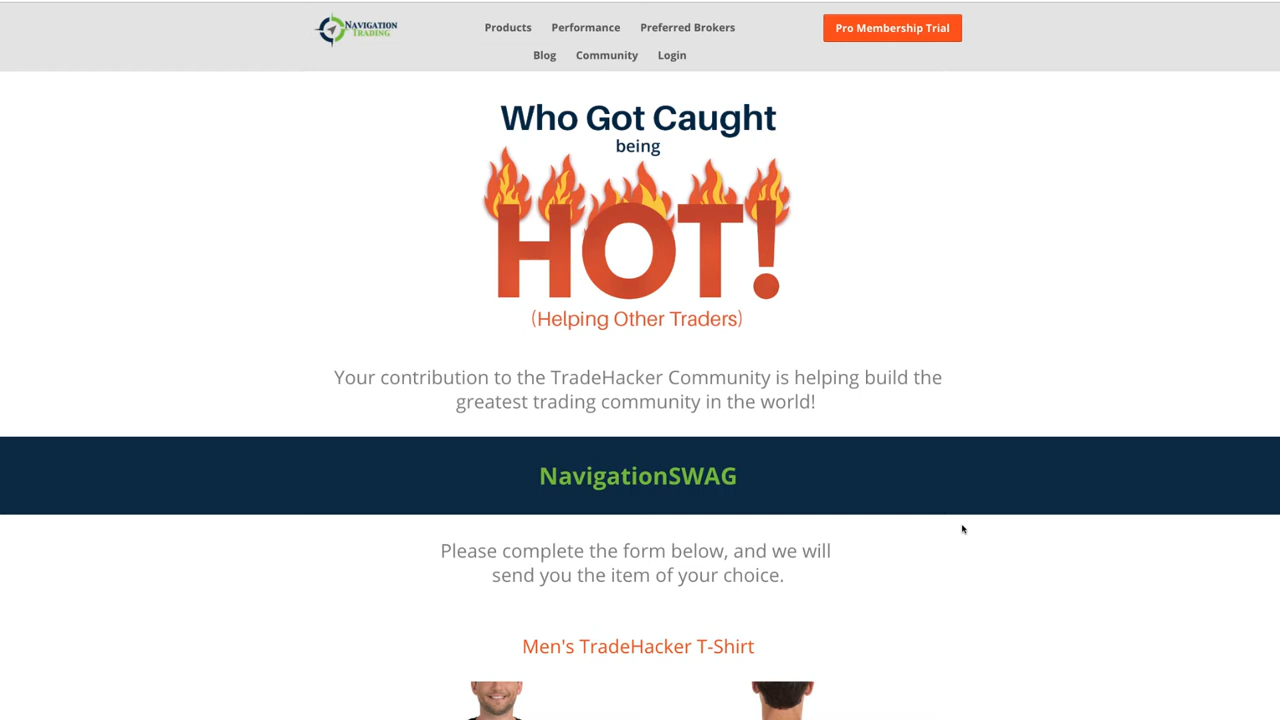 NAVIGATION
TRADING
Products Performance Preferred Brokers
Blog Community Login
Pro Membership Trial
Who Got Caught
being
HOT!
(Helping Other Traders)
Your contribution to the TradeHacker Community is helping build the
greatest trading community in the world!
NavigationSWAG
Please complete the form below, and we will
send you the item of your choice.
Men's TradeHacker T-Shirt